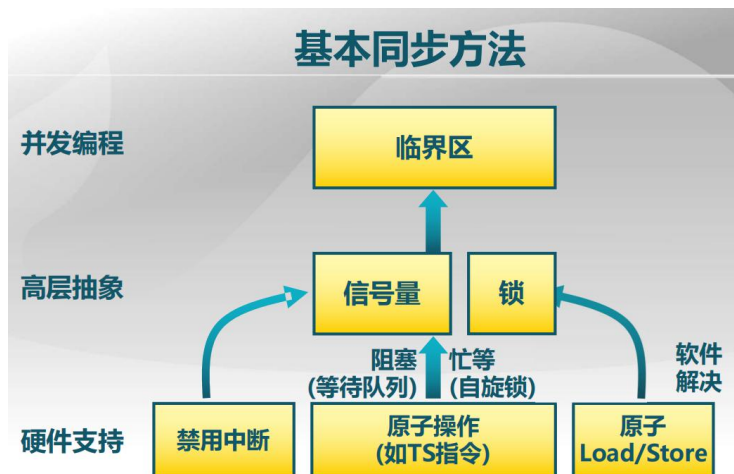 基本同步方法
并发编程
临界区
高层抽象
信号量
锁
阻塞
(等待队列)
忙等
(自旋锁)
软件
解决
硬件支持
禁用中断
原子操作
(如TS指令)
原子
Load/Store